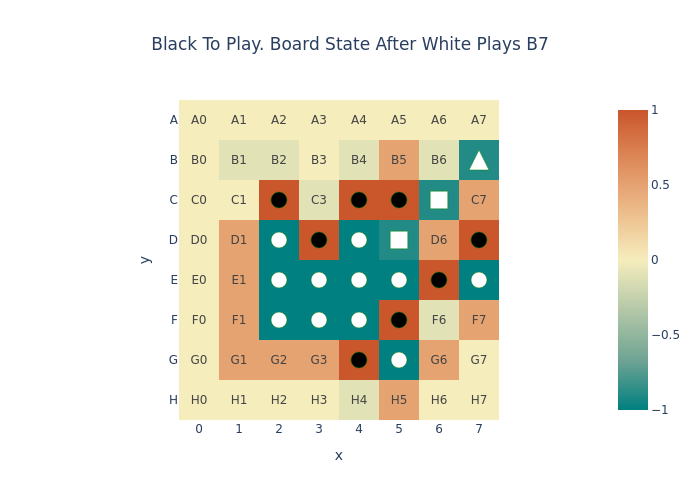 Black To Play. Board State After White Plays B7
A A0 A1 A2 A3 A4 A5 A6 A7
B B0 B1 B2 B3 B4 B5 B6
C C0 C1 C3 C7
D D0 D1 D6
E E0 E1
F F0 F1 F6 F7
G G0 G1 G2 G3 G6 G7
H H0 H1 H2 H3 H4 H5 H6 H7
0 1 2 3 4 5 6 7
x
y
1
0.5
0
−0.5
−1